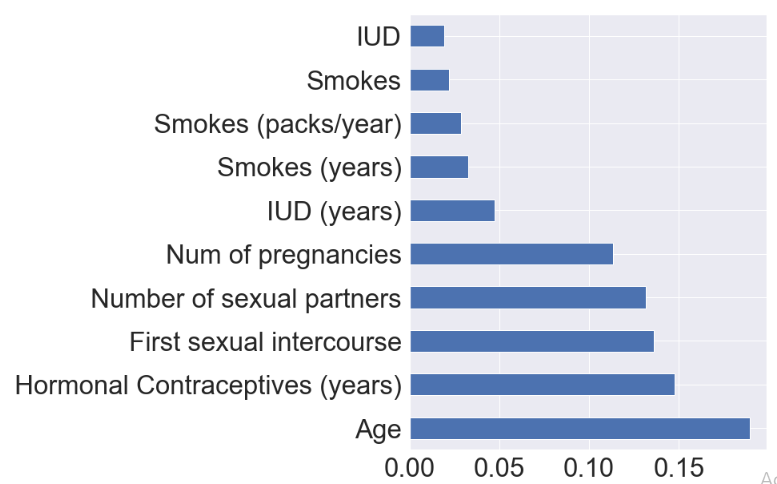 IUD
Smokes
Smokes (packs/year)
Smokes (years)
IUD (years)
Num of pregnancies
Number of sexual partners
First sexual intercourse
Hormonal Contraceptives (years)
Age
0.00 0.05 0.10 0.15